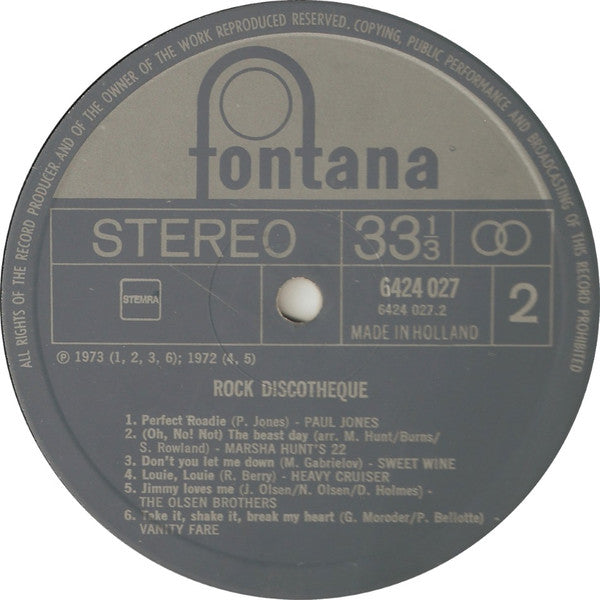 ALL RIGHTS OF THE RECORD PRODUCER AND OF THE OWNER OF THE WORK REPRODUCED RESERVED. COPYING, PUBLIC PERFORMANCE AND BROADCASTING OF THIS RECORD PROHIBITED
fontana
STEREO 33 1/3
STEMRA
6424 027
6424 027.2
2
MADE IN HOLLAND
℗ 1973 (1, 2, 3, 6); 1972 (4, 5)
ROCK DISCOTHEQUE
1. Perfect Roadie (P. Jones) - PAUL JONES
2. (Oh, No! Not) The beast day (arr. M. Hunt/Burns/
S. Rowland) - MARSHA HUNT'S 22
3. Don't you let me down (M. Gabrielov) - SWEET WINE
4. Louie, Louie (R. Berry) - HEAVY CRUISER
5. Jimmy loves me (J. Olsen/N. Olsen/D. Holmes) -
THE OLSEN BROTHERS
6. Take it, shake it, break my heart (G. Moroder/P. Bellotte) -
VANITY FARE